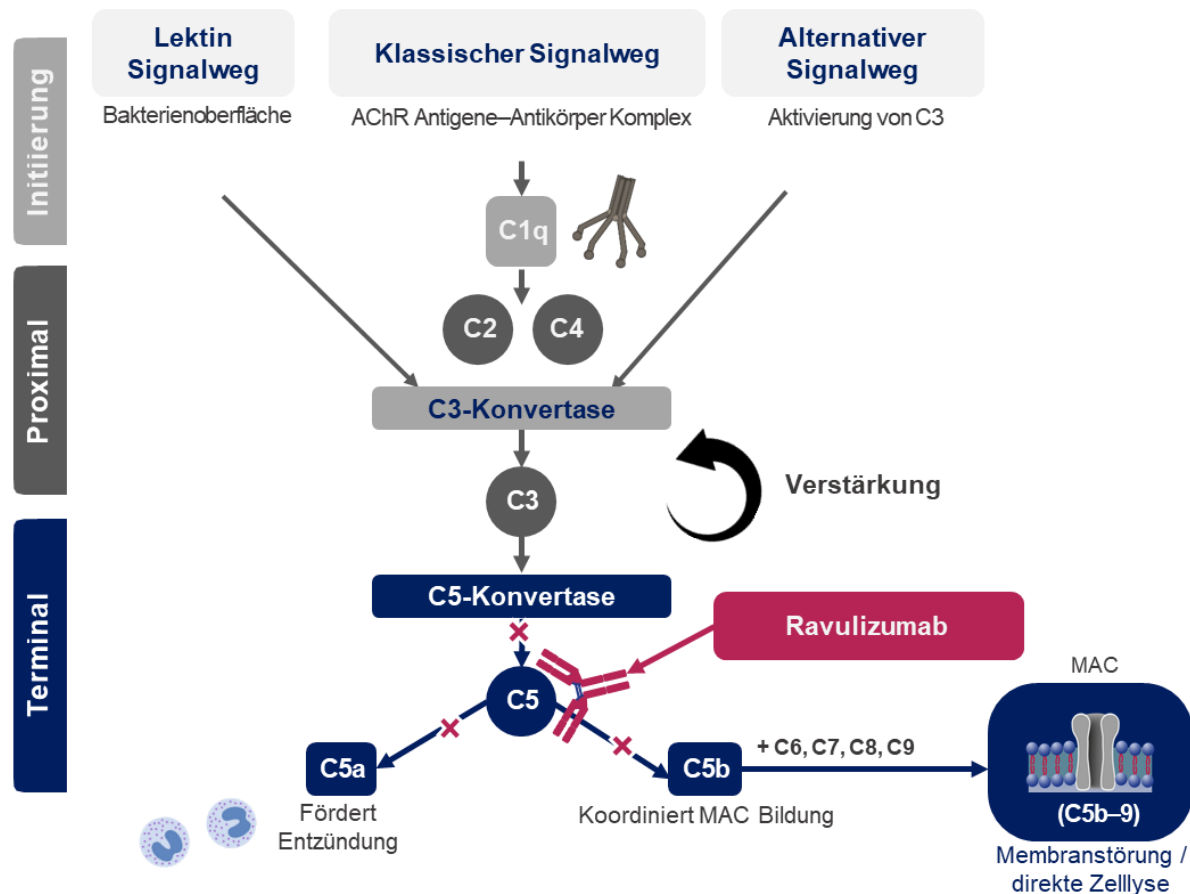 Initiierung
Proximal
Terminal
Lektin
Signalweg
Bakterienoberfläche
Klassischer Signalweg
AChR Antigene–Antikörper Komplex
Alternativer
Signalweg
Aktivierung von C3
C1q
C2
C4
C3-Konvertase
C3
Verstärkung
C5-Konvertase
Ravulizumab
C5
C5a
Fördert
Entzündung
C5b
Koordiniert MAC Bildung
+ C6, C7, C8, C9
MAC
(C5b–9)
Membranstörung /
direkte Zelllyse